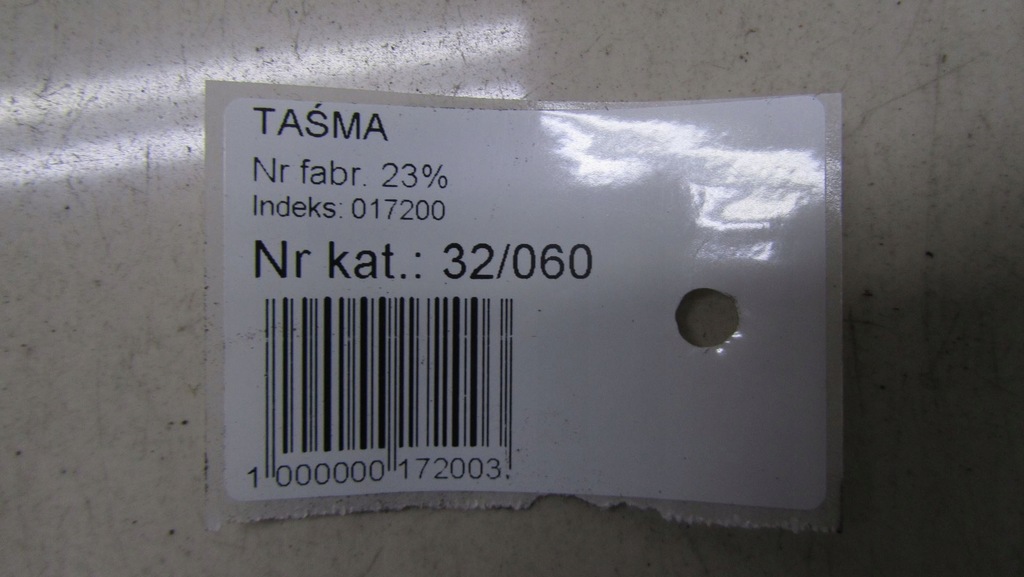 TAŚMA
Nr fabr. 23%
Indeks: 017200
Nr kat.: 32/060
1 000000 172003